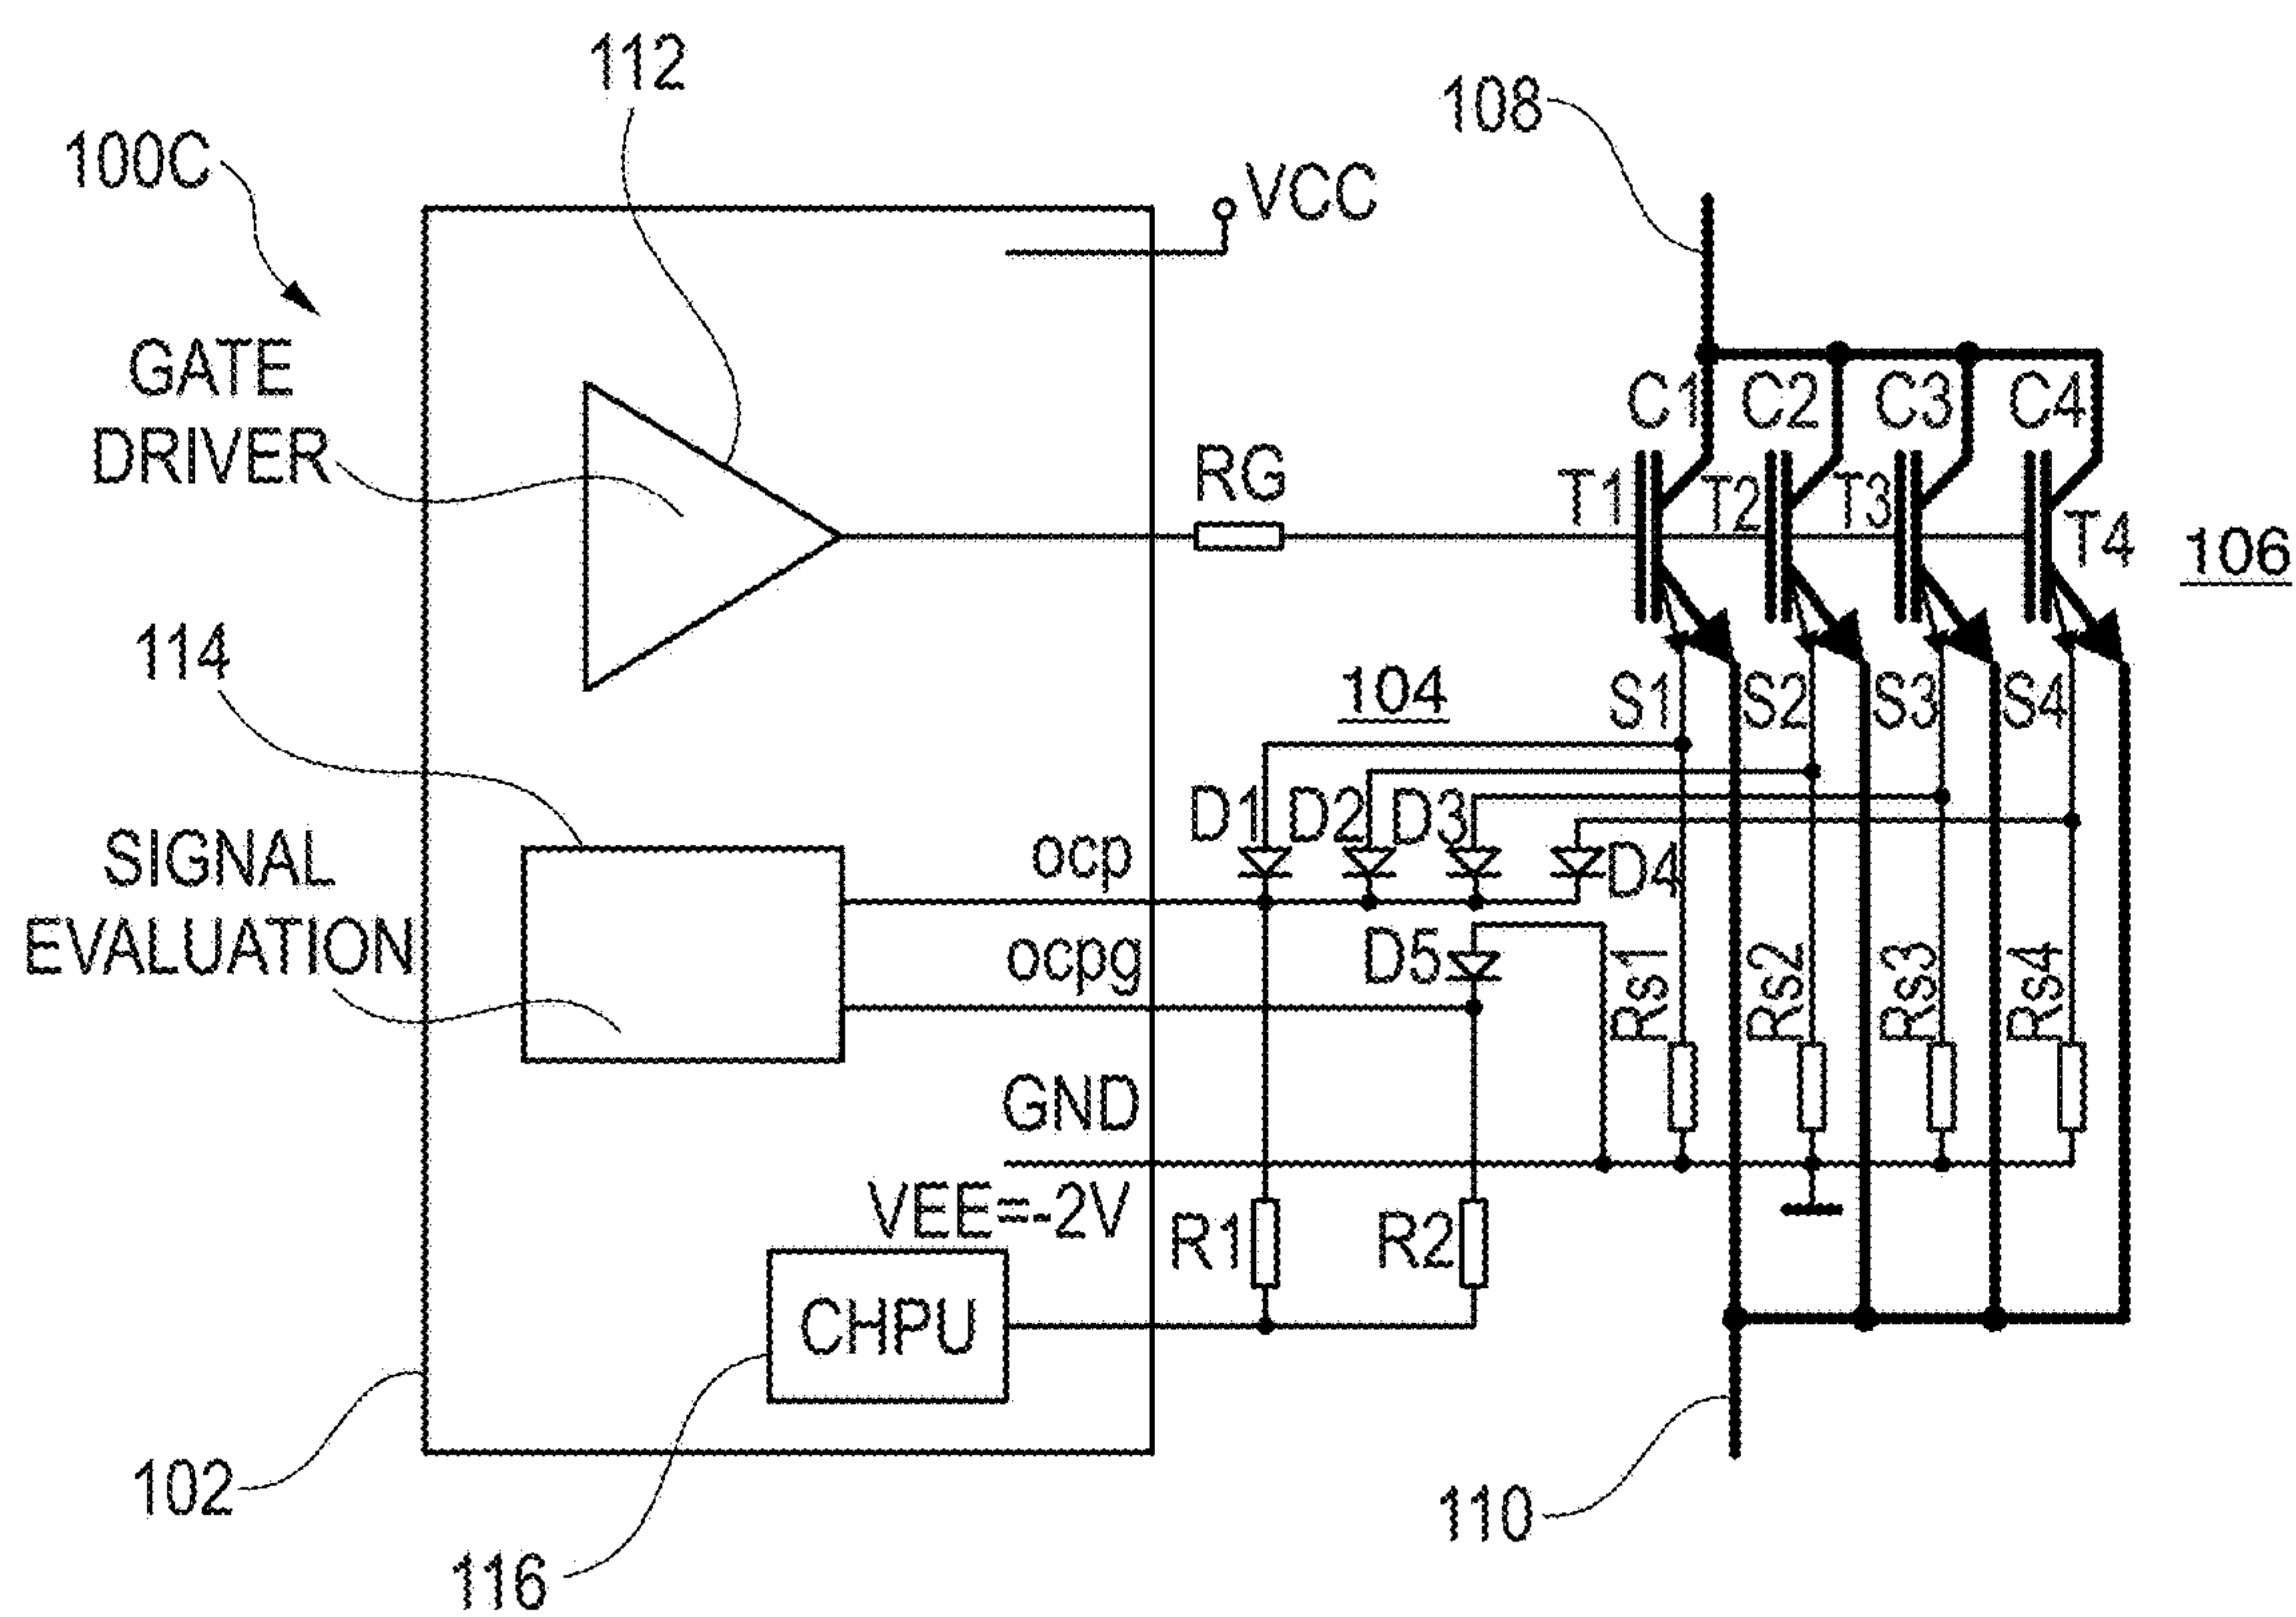 112
108
100C
VCC
GATE
DRIVER
C1 C2 C3 C4
RG
T1 T2 T3 T4
106
114
104
S1 S2 S3 S4
D1 D2 D3 D4
SIGNAL
EVALUATION
ocp
ocpg
D5
Rs1 Rs2 Rs3 Rs4
GND
VEE=-2V
R1 R2
CHPU
102
110
116